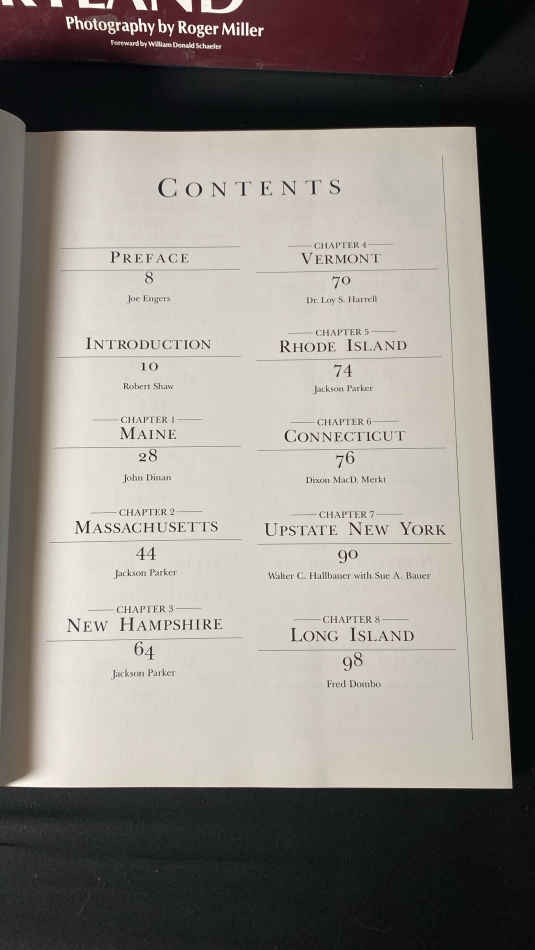 Photography by Roger Miller
Foreword by William Donald Schaefer
CONTENTS
PREFACE
8
Joe Engers
INTRODUCTION
10
Robert Shaw
CHAPTER 1
MAINE
28
John Dinan
CHAPTER 2
MASSACHUSETTS
44
Jackson Parker
CHAPTER 3
NEW HAMPSHIRE
64
Jackson Parker
CHAPTER 4
VERMONT
70
Dr. Loy S. Harrell
CHAPTER 5
RHODE ISLAND
74
Jackson Parker
CHAPTER 6
CONNECTICUT
76
Dixon MacD. Merkt
CHAPTER 7
UPSTATE NEW YORK
90
Walter C. Hallbauer with Sue A. Bauer
CHAPTER 8
LONG ISLAND
98
Fred Dombo